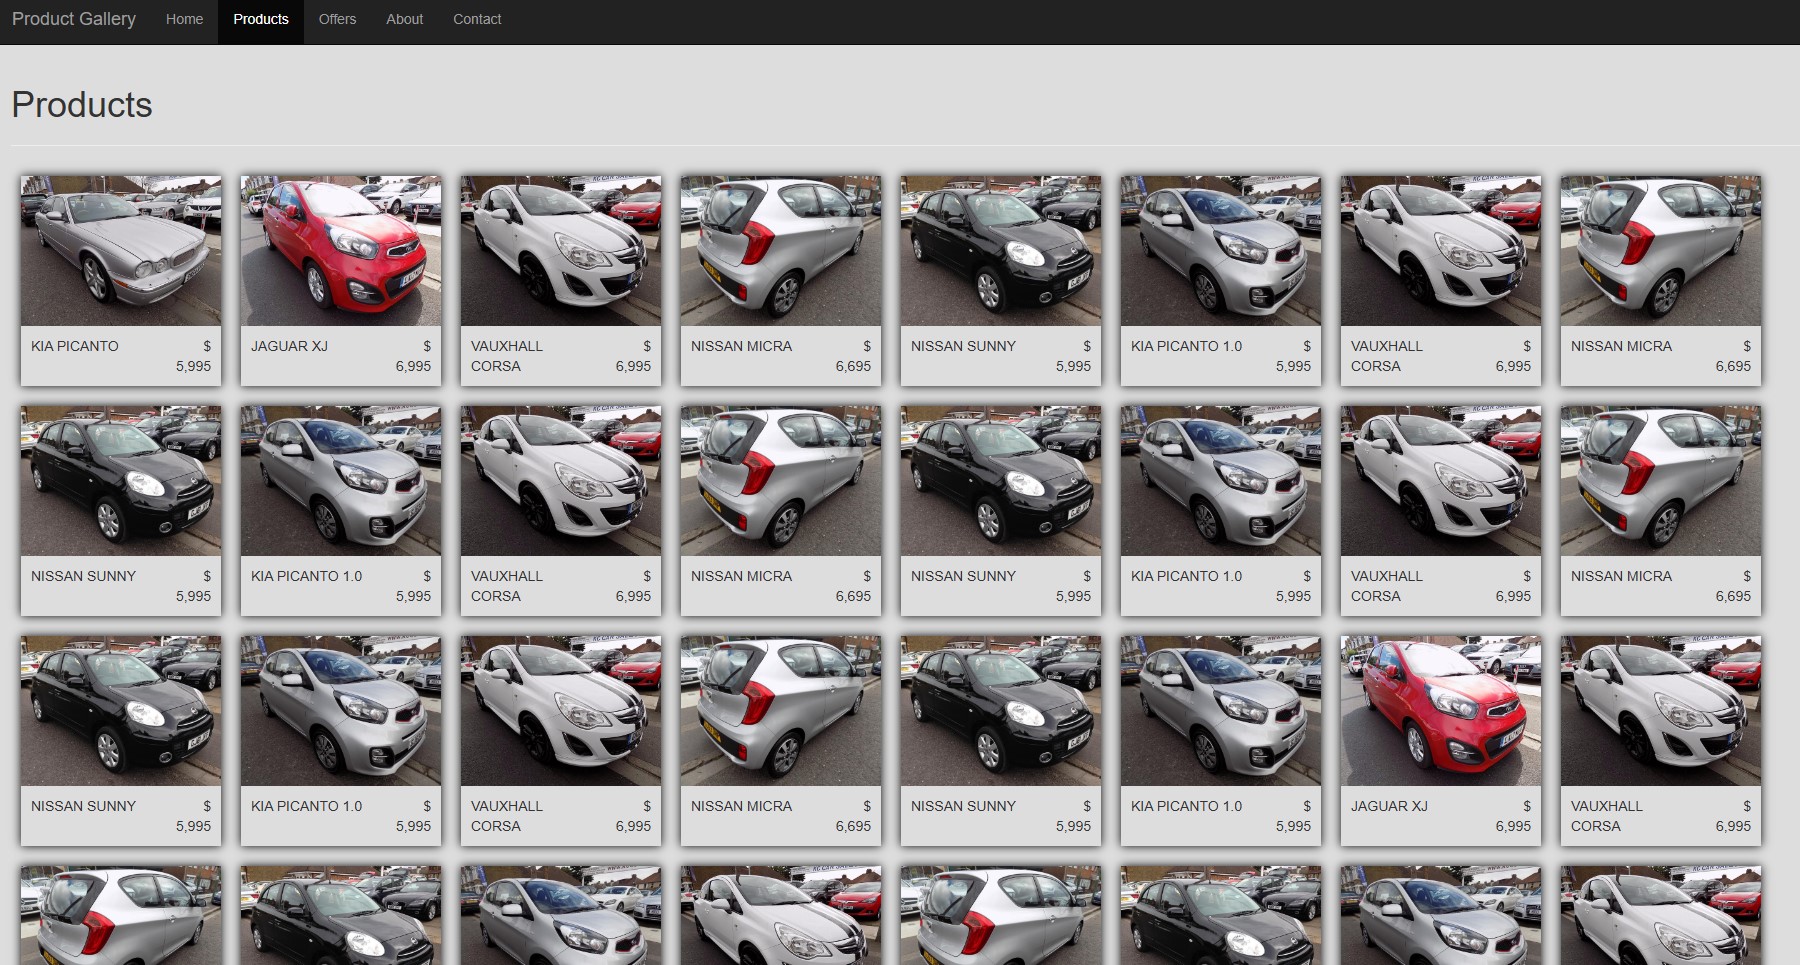 Product Gallery Home Products Offers About Contact
Products
KIA PICANTO $ 5,995
JAGUAR XJ $ 6,995
VAUXHALL CORSA $ 6,995
NISSAN MICRA $ 6,695
NISSAN SUNNY $ 5,995
KIA PICANTO 1.0 $ 5,995
VAUXHALL CORSA $ 6,995
NISSAN MICRA $ 6,695
NISSAN SUNNY $ 5,995
KIA PICANTO 1.0 $ 5,995
VAUXHALL CORSA $ 6,995
NISSAN MICRA $ 6,695
NISSAN SUNNY $ 5,995
KIA PICANTO 1.0 $ 5,995
VAUXHALL CORSA $ 6,995
NISSAN MICRA $ 6,695
NISSAN SUNNY $ 5,995
KIA PICANTO 1.0 $ 5,995
VAUXHALL CORSA $ 6,995
NISSAN MICRA $ 6,695
NISSAN SUNNY $ 5,995
KIA PICANTO 1.0 $ 5,995
JAGUAR XJ $ 6,995
VAUXHALL CORSA $ 6,995